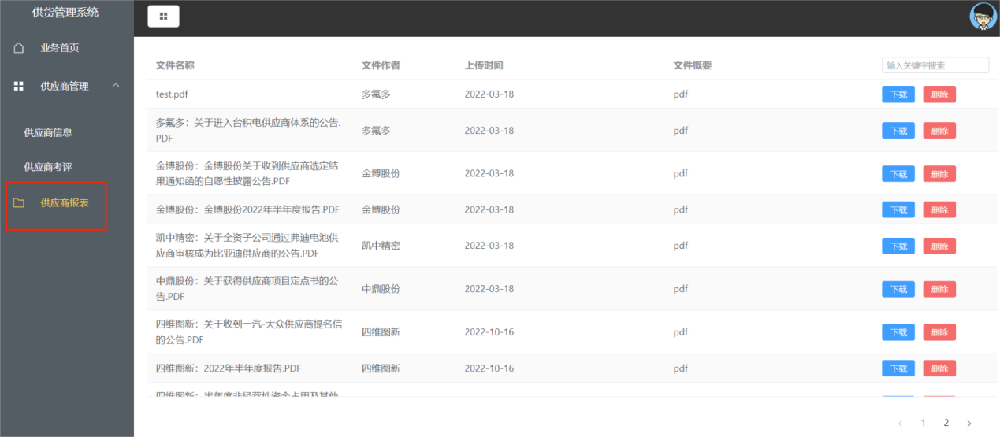 供货管理系统
业务首页
供应商管理
供应商信息
供应商考评
供应商报表
文件名称 文件作者 上传时间 文件概要 输入关键字搜索
test.pdf 多氟多 2022-03-18 pdf 下载 删除
多氟多：关于进入台积电供应商体系的公告.
PDF 多氟多 2022-03-18 pdf 下载 删除
金博股份：金博股份关于收到供应商选定结
果通知函的自愿性披露公告.PDF 金博股份 2022-03-18 pdf 下载 删除
金博股份：金博股份2022年半年度报告.PDF 金博股份 2022-03-18 pdf 下载 删除
凯中精密：关于全资子公司通过弗迪电池供
应商审核成为比亚迪供应商的公告.PDF 凯中精密 2022-03-18 pdf 下载 删除
中鼎股份：关于获得供应商项目定点书的公
告.PDF 中鼎股份 2022-03-18 pdf 下载 删除
四维图新：关于收到一汽-大众供应商提名信
的公告.PDF 四维图新 2022-10-16 pdf 下载 删除
四维图新：2022年半年度报告.PDF 四维图新 2022-10-16 pdf 下载 删除
四维图新：半年度非经营性资金占用及其他
1 2